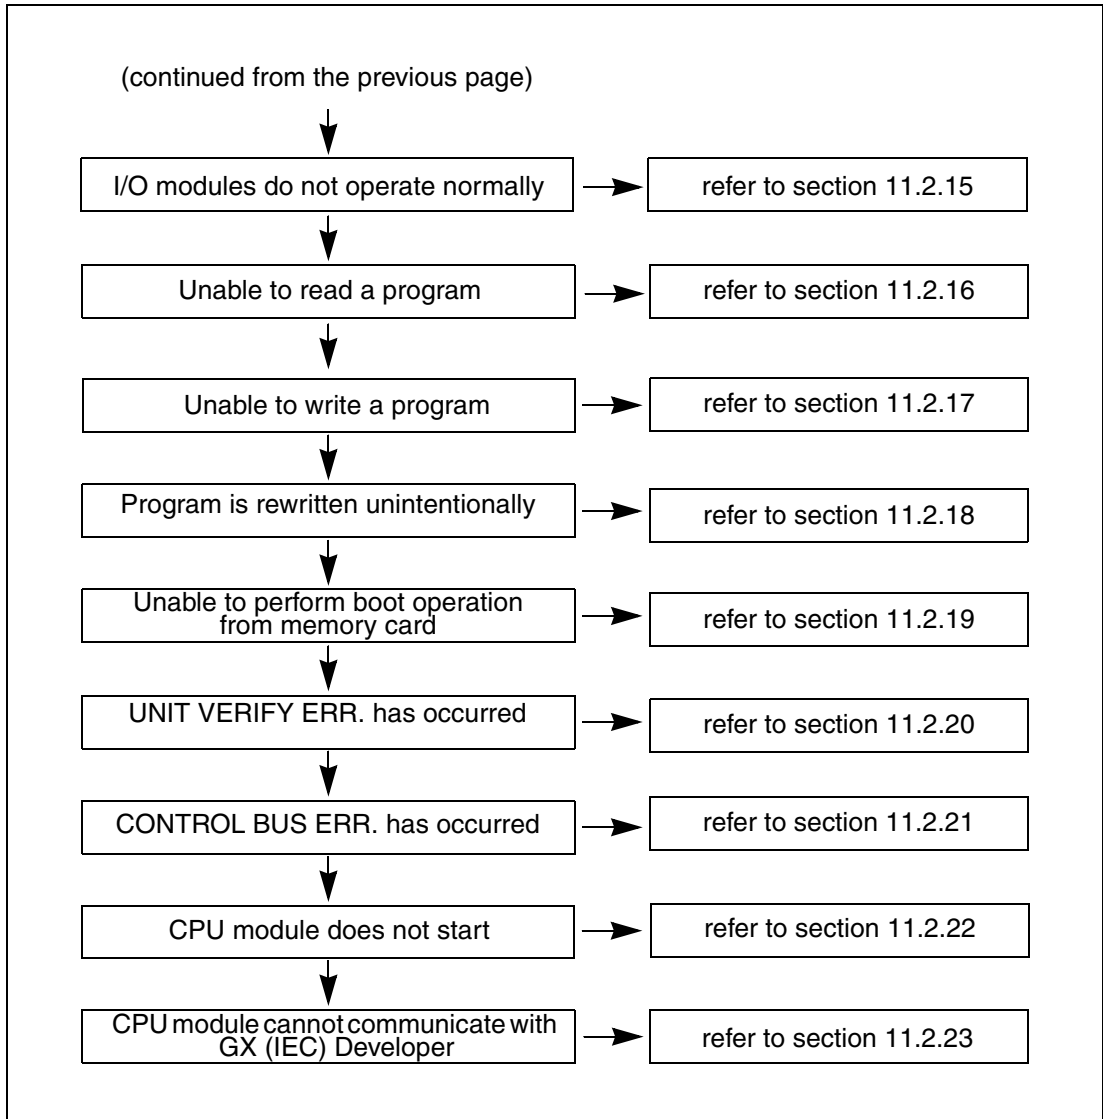 (continued from the previous page)
I/O modules do not operate normally
refer to section 11.2.15
Unable to read a program
refer to section 11.2.16
Unable to write a program
refer to section 11.2.17
Program is rewritten unintentionally
refer to section 11.2.18
Unable to perform boot operation
from memory card
refer to section 11.2.19
UNIT VERIFY ERR. has occurred
refer to section 11.2.20
CONTROL BUS ERR. has occurred
refer to section 11.2.21
CPU module does not start
refer to section 11.2.22
CPU module cannot communicate with
GX (IEC) Developer
refer to section 11.2.23